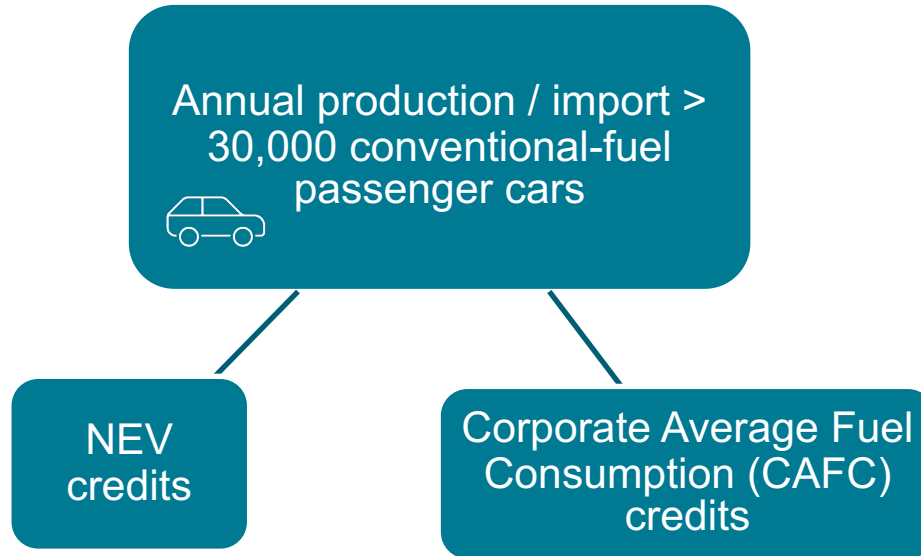 Annual production / import >
30,000 conventional-fuel
passenger cars
NEV
credits
Corporate Average Fuel
Consumption (CAFC)
credits